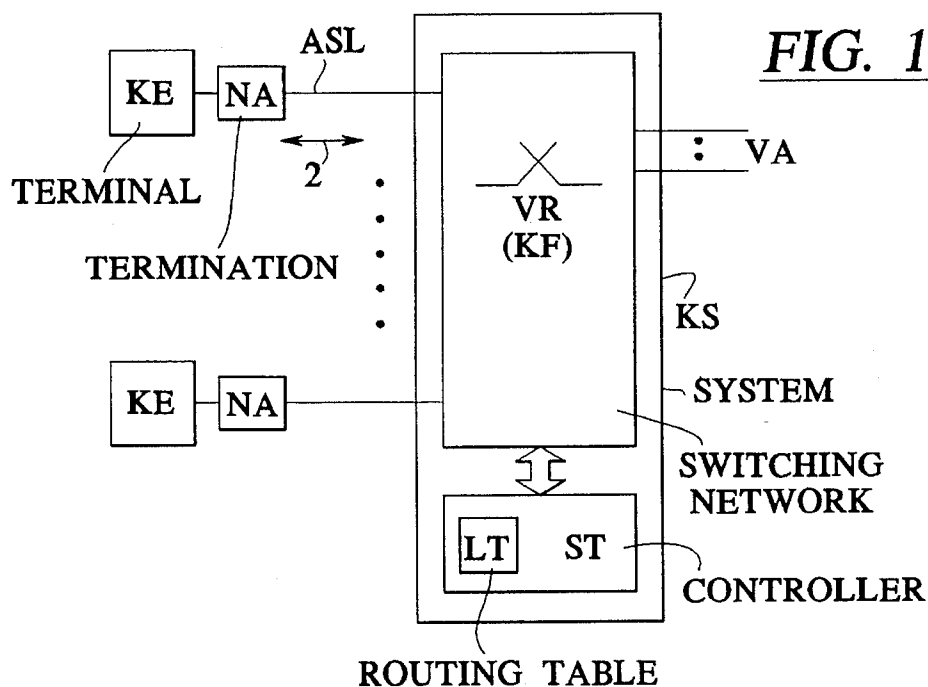 FIG. 1
ASL
KE
NA
2
TERMINAL
TERMINATION
VR
(KF)
VA
KS
KE
NA
SYSTEM
SWITCHING
NETWORK
LT
ST
CONTROLLER
ROUTING TABLE